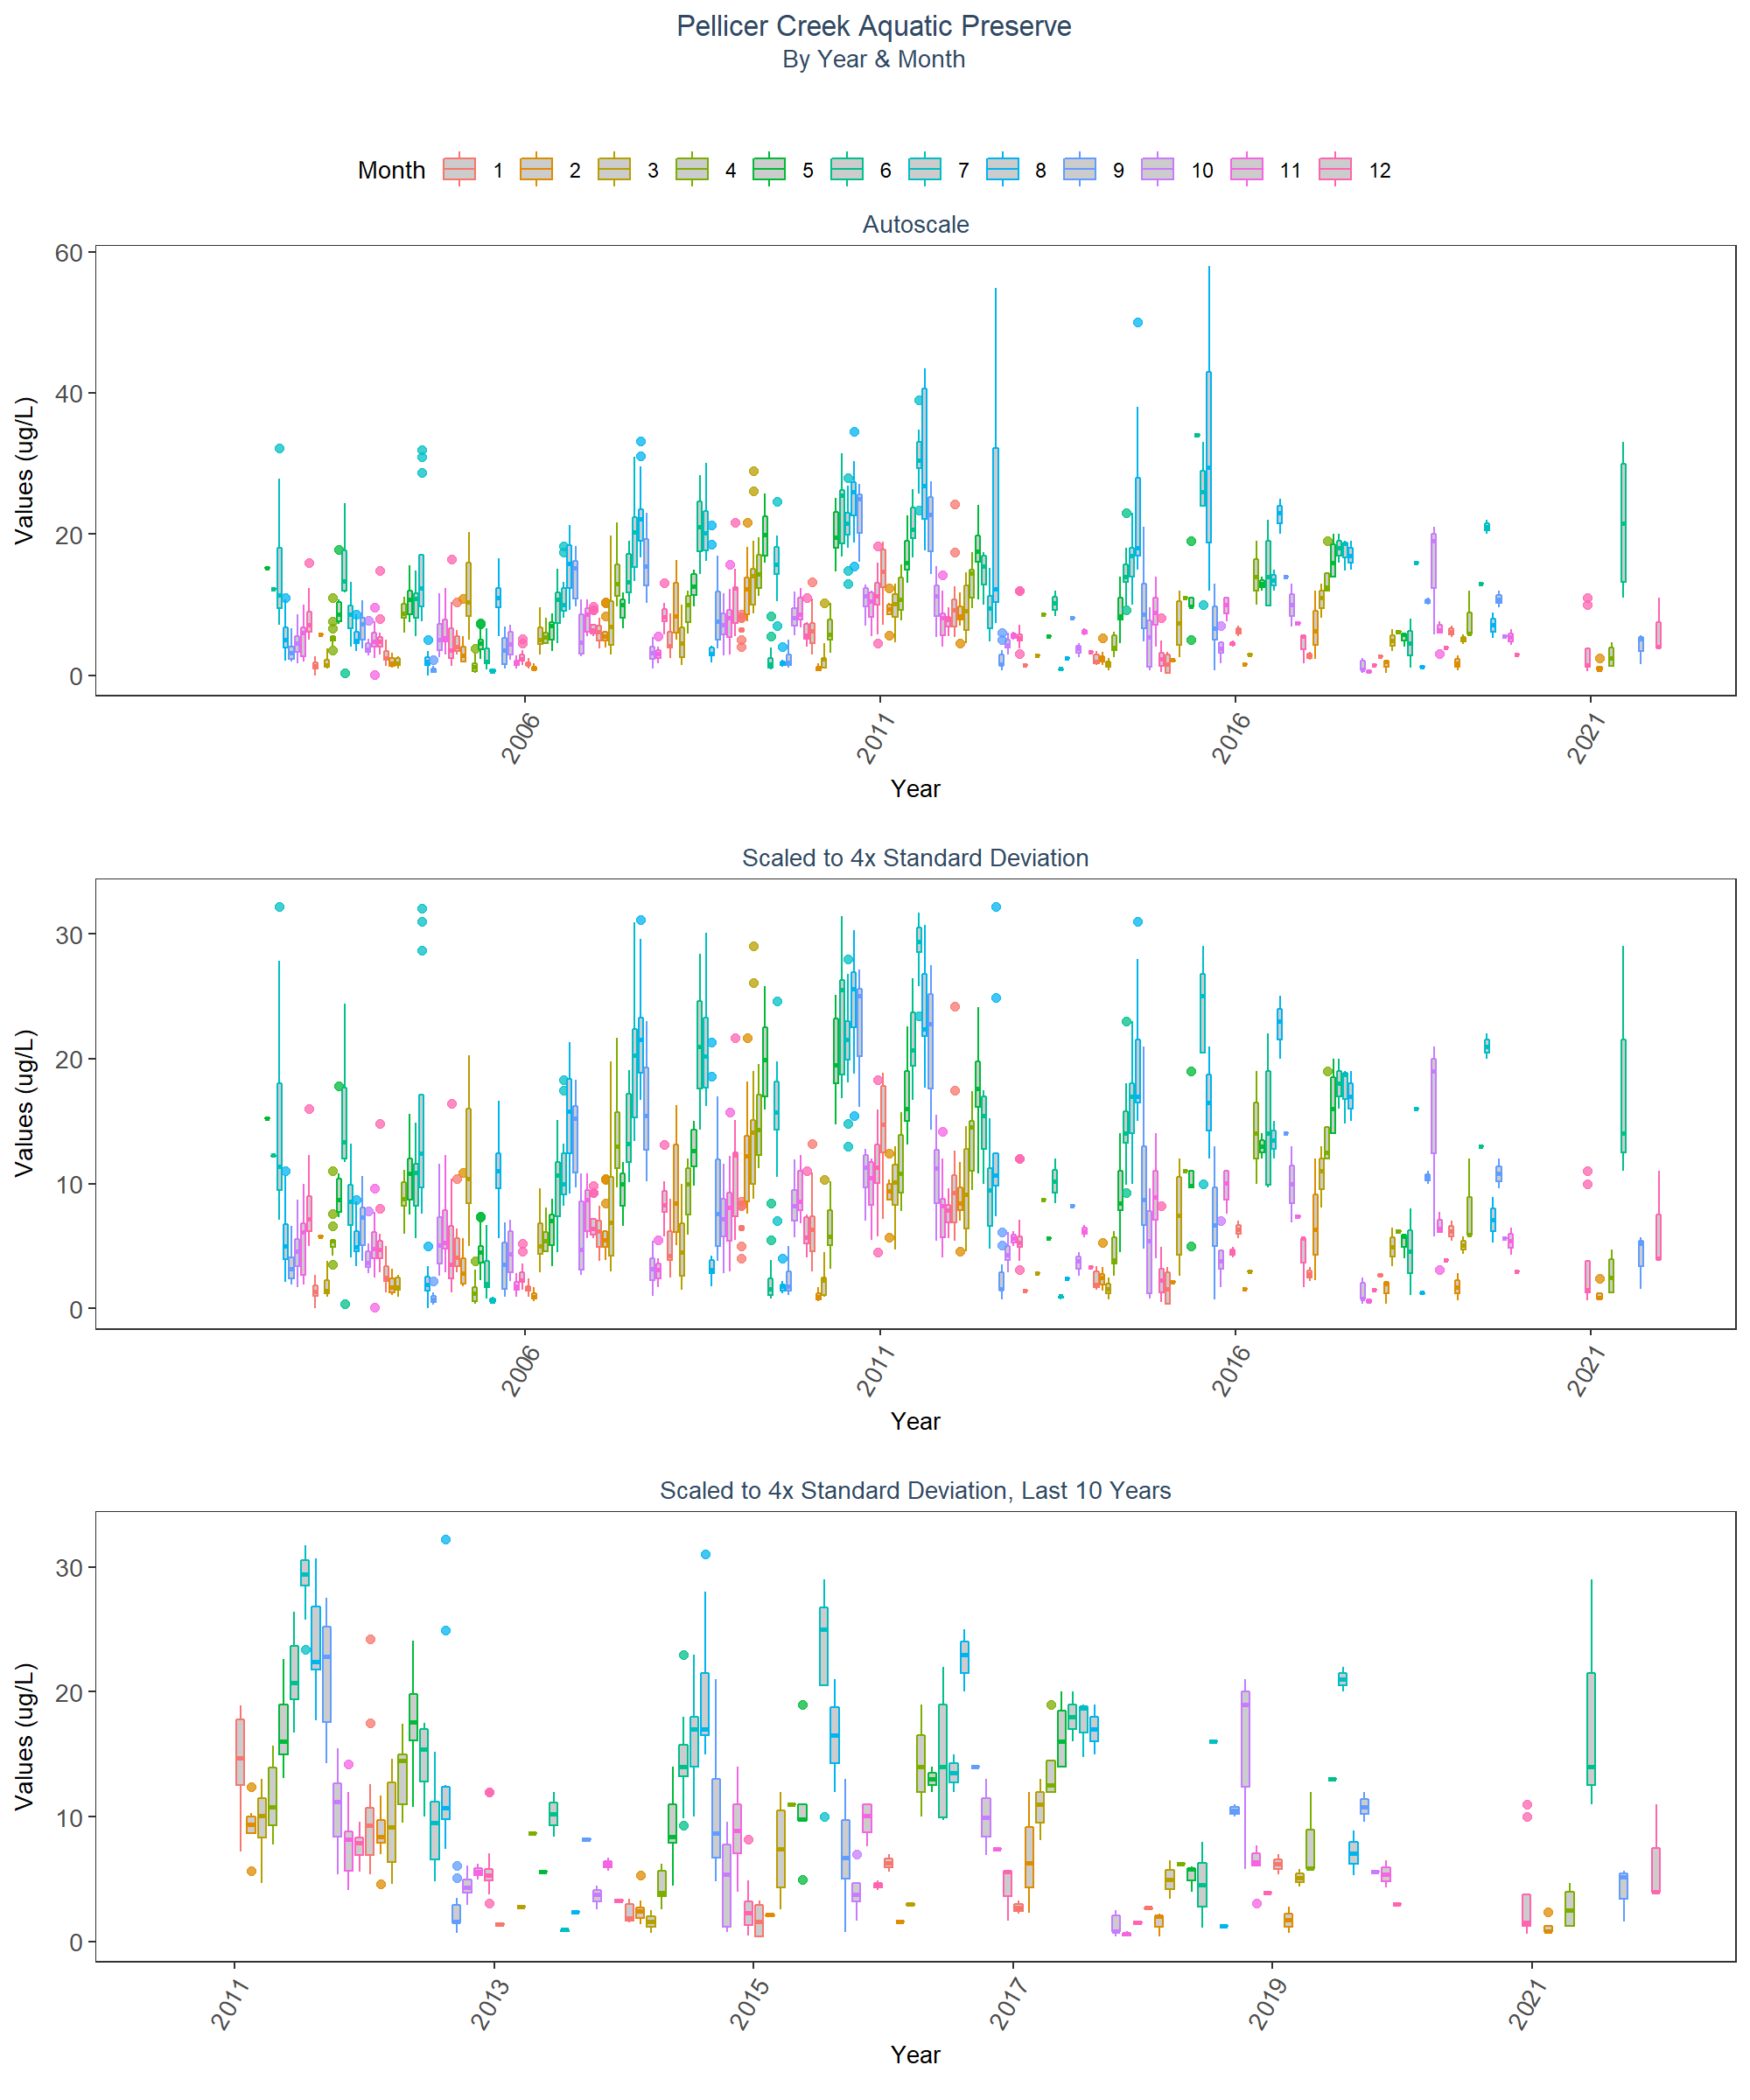 Pellicer Creek Aquatic Preserve
By Year & Month
Month 1 2 3 4 5 6 7 8 9 10 11 12
Autoscale
Values (ug/L)
60
40
20
0
2006 2011 2016 2021
Year
Scaled to 4x Standard Deviation
Values (ug/L)
30
20
10
0
2006 2011 2016 2021
Year
Scaled to 4x Standard Deviation, Last 10 Years
Values (ug/L)
30
20
10
0
2011 2013 2015 2017 2019 2021
Year